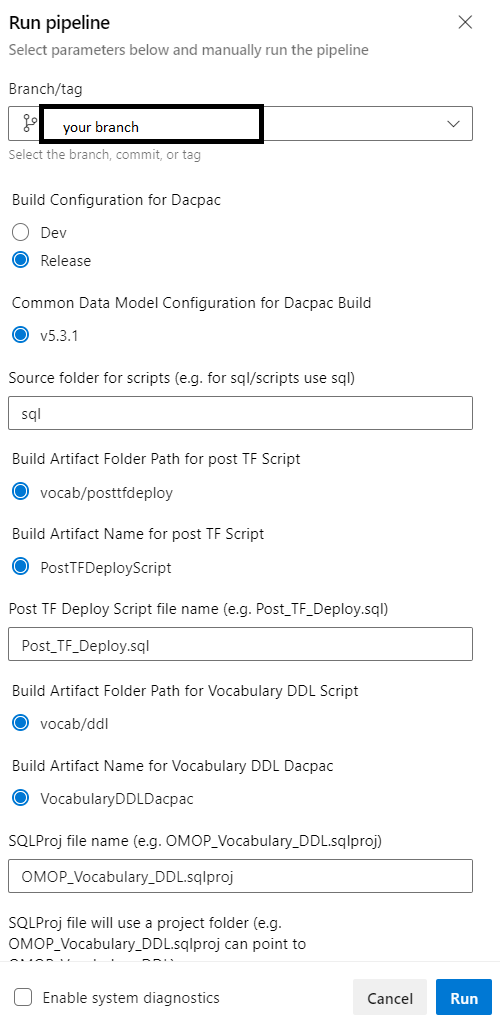 Run pipeline
Select parameters below and manually run the pipeline
Branch/tag
your branch
Select the branch, commit, or tag
Build Configuration for Dacpac
Dev
Release
Common Data Model Configuration for Dacpac Build
v5.3.1
Source folder for scripts (e.g. for sql/scripts use sql)
sql
Build Artifact Folder Path for post TF Script
vocab/posttfdeploy
Build Artifact Name for post TF Script
PostTFDeployScript
Post TF Deploy Script file name (e.g. Post_TF_Deploy.sql)
Post_TF_Deploy.sql
Build Artifact Folder Path for Vocabulary DDL Script
vocab/ddl
Build Artifact Name for Vocabulary DDL Dacpac
VocabularyDDLDacpac
SQLProj file name (e.g. OMOP_Vocabulary_DDL.sqlproj)
OMOP_Vocabulary_DDL.sqlproj
SQLProj file will use a project folder (e.g.
OMOP_Vocabulary_DDL.sqlproj can point to
Enable system diagnostics
Cancel
Run